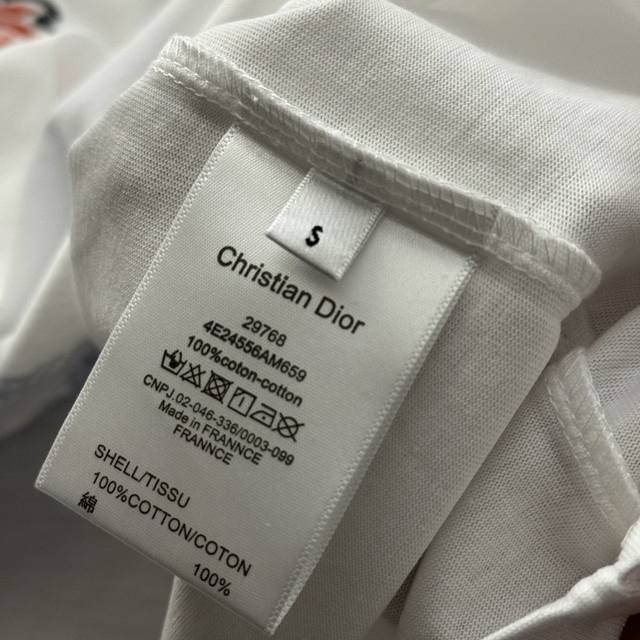 S
Christian Dior
29768
4E24556AM659
100%coton-cotton
CNPJ.02-046-336/0003-099
Made in FRANNCE
FRANNCE
SHELL/TISSU
100%COTTON/COTON
綿 100%